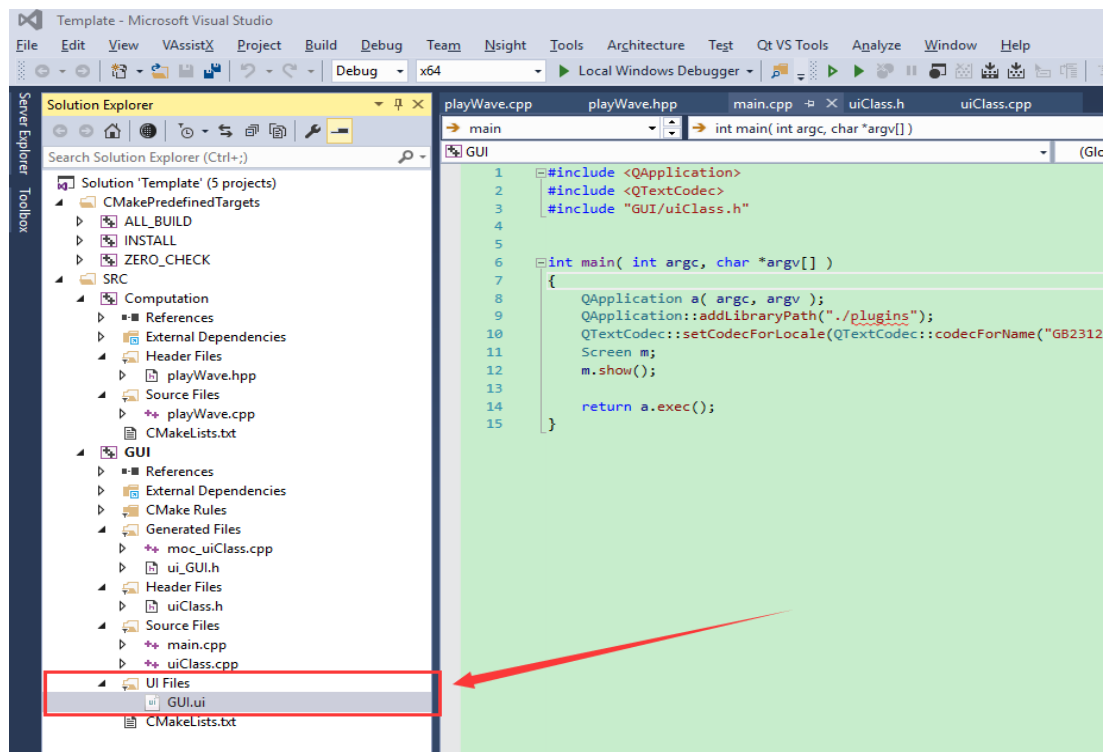 Template - Microsoft Visual Studio
File Edit View VAssistX Project Build Debug Team Nsight Tools Architecture Test Qt VS Tools Analyze Window Help
Debug x64 Local Windows Debugger
Server Explorer
Toolbox
Solution Explorer
Search Solution Explorer (Ctrl+;)
Solution 'Template' (5 projects)
CMakePredefinedTargets
ALL_BUILD
INSTALL
ZERO_CHECK
SRC
Computation
References
External Dependencies
Header Files
playWave.hpp
Source Files
playWave.cpp
CMakeLists.txt
GUI
References
External Dependencies
CMake Rules
Generated Files
moc_uiClass.cpp
ui_GUI.h
Header Files
uiClass.h
Source Files
main.cpp
uiClass.cpp
UI Files
GUI.ui
CMakeLists.txt
playWave.cpp playWave.hpp main.cpp uiClass.h uiClass.cpp
main int main( int argc, char *argv[] )
GUI (Glo
1 #include <QApplication>
2 #include <QTextCodec>
3 #include "GUI/uiClass.h"
4
5
6 int main( int argc, char *argv[] )
7 {
8 QApplication a( argc, argv );
9 QApplication::addLibraryPath("./plugins");
10 QTextCodec::setCodecForLocale(QTextCodec::codecForName("GB2312
11 Screen m;
12 m.show();
13
14 return a.exec();
15 }